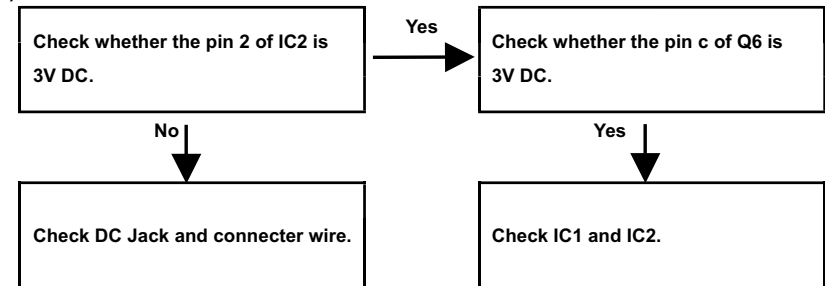 Check whether the pin 2 of IC2 is
3V DC.
Yes
Check whether the pin c of Q6 is
3V DC.
No
Yes
Check DC Jack and connecter wire.
Check IC1 and IC2.